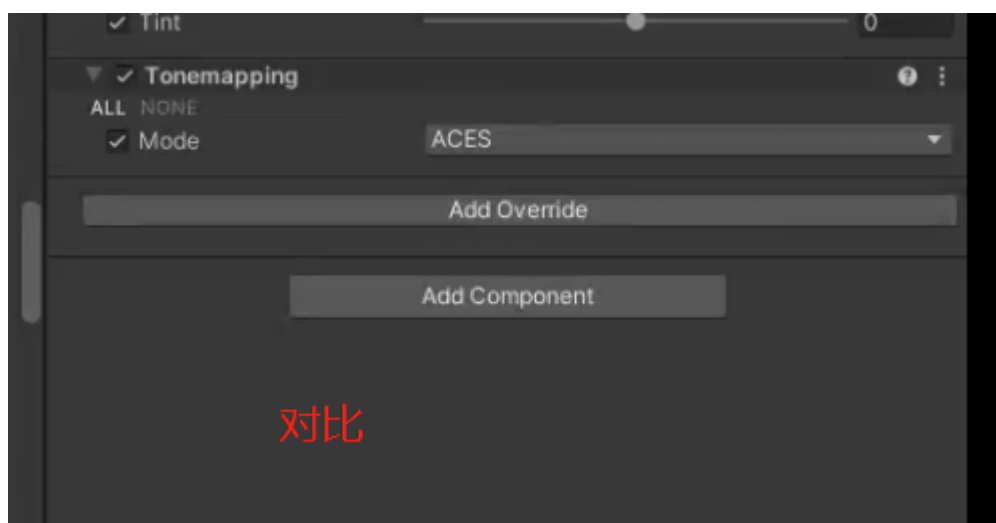 Tint 0
Tonemapping
ALL NONE
Mode ACES
Add Override
Add Component
对比